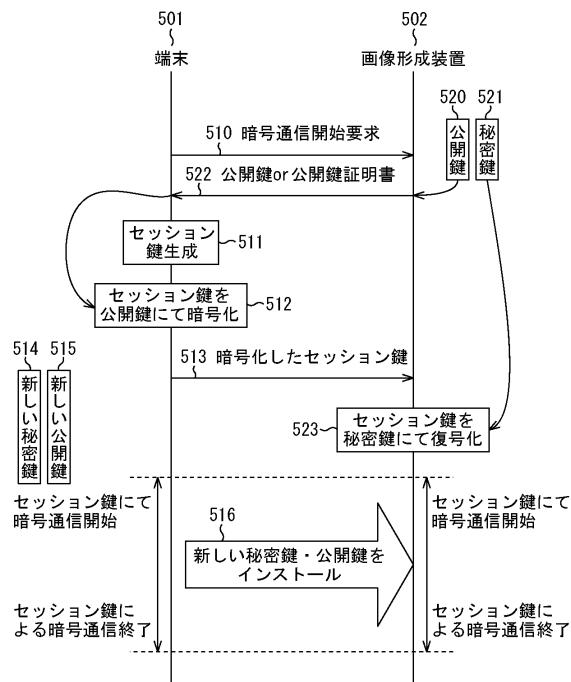 501
端末
502
画像形成装置
520
521
公開鍵
秘密鍵
510 暗号通信開始要求
522 公開鍵or公開鍵証明書
セッション
鍵生成
511
セッション鍵を
公開鍵にて暗号化
512
513 暗号化したセッション鍵
514
515
新しい秘密鍵
新しい公開鍵
セッション鍵を
秘密鍵にて復号化
523
セッション鍵にて
暗号通信開始
セッション鍵にて
暗号通信開始
516
新しい秘密鍵・公開鍵を
インストール
セッション鍵に
よる暗号通信終了
セッション鍵に
よる暗号通信終了